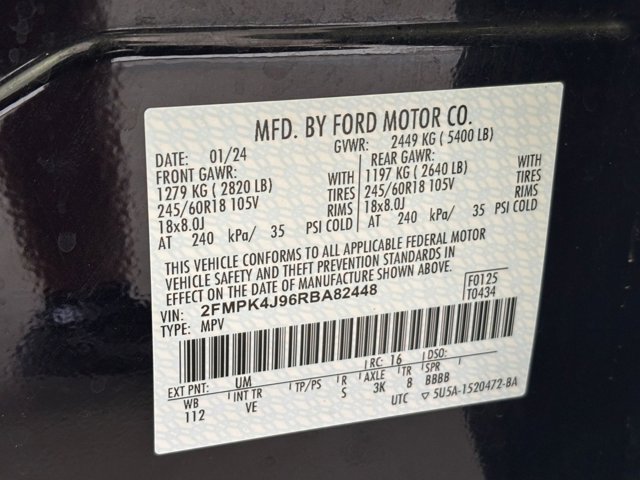 MFD. BY FORD MOTOR CO.
DATE: 01/24 GVWR: 2449 KG ( 5400 LB)
FRONT GAWR: REAR GAWR:
1279 KG ( 2820 LB) WITH 1197 KG ( 2640 LB) WITH
245/60R18 105V TIRES 245/60R18 105V TIRES
18x8.0J RIMS 18x8.0J RIMS
AT 240 kPa/ 35 PSI COLD AT 240 kPa/ 35 PSI COLD
THIS VEHICLE CONFORMS TO ALL APPLICABLE FEDERAL MOTOR
VEHICLE SAFETY AND THEFT PREVENTION STANDARDS IN
EFFECT ON THE DATE OF MANUFACTURE SHOWN ABOVE.
VIN: 2FMPK4J96RBA82448 F0125
TYPE: MPV T0434
EXT PNT: UM RC: 16 DSO:
WB INT TR TP/PS R AXLE TR SPR
112 VE S 3K 8 BBBB
UTC ▽ 5U5A-1520472-BA